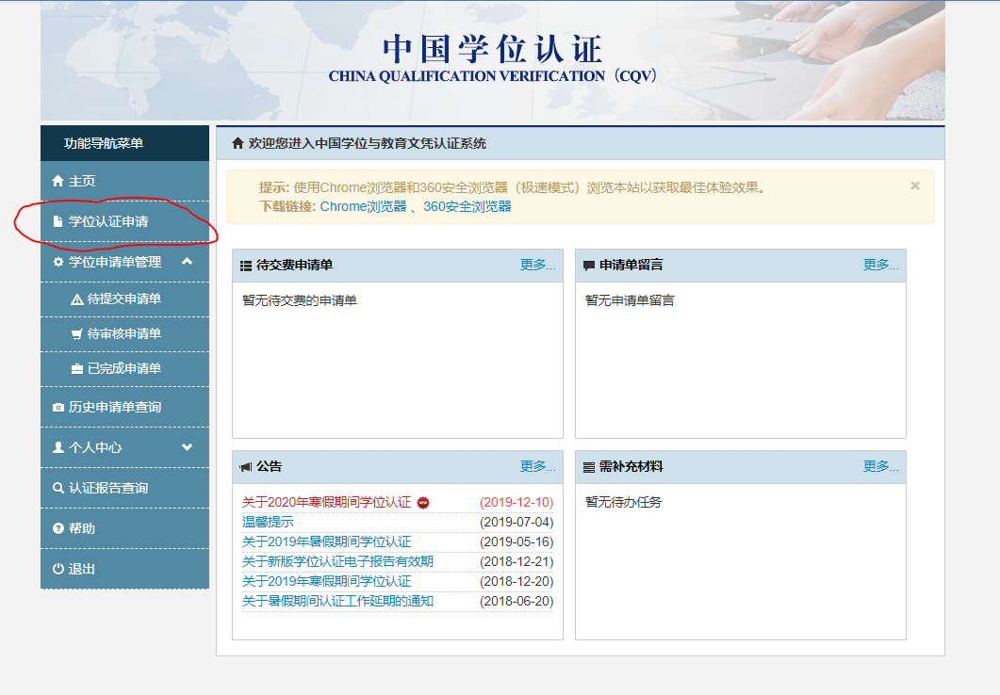 中国学位认证
CHINA QUALIFICATION VERIFICATION（CQV）
功能导航菜单
主页
学位认证申请
学位申请单管理
待提交申请单
待审核申请单
已完成申请单
历史申请单查询
个人中心
认证报告查询
帮助
退出
欢迎您进入中国学位与教育文凭认证系统
提示: 使用Chrome浏览器和360安全浏览器（极速模式）浏览本站以获取最佳体验效果。 ×
下载链接: Chrome浏览器 、360安全浏览器
待交费申请单 更多...
暂无待交费的申请单
申请单留言 更多...
暂无申请单留言
公告 更多...
关于2020年寒假期间学位认证 (2019-12-10)
温馨提示 (2019-07-04)
关于2019年暑假期间学位认证 (2019-05-16)
关于新版学位认证电子报告有效期 (2018-12-21)
关于2019年寒假期间学位认证 (2018-12-20)
关于暑假期间认证工作延期的通知 (2018-06-20)
需补充材料 更多...
暂无待办任务